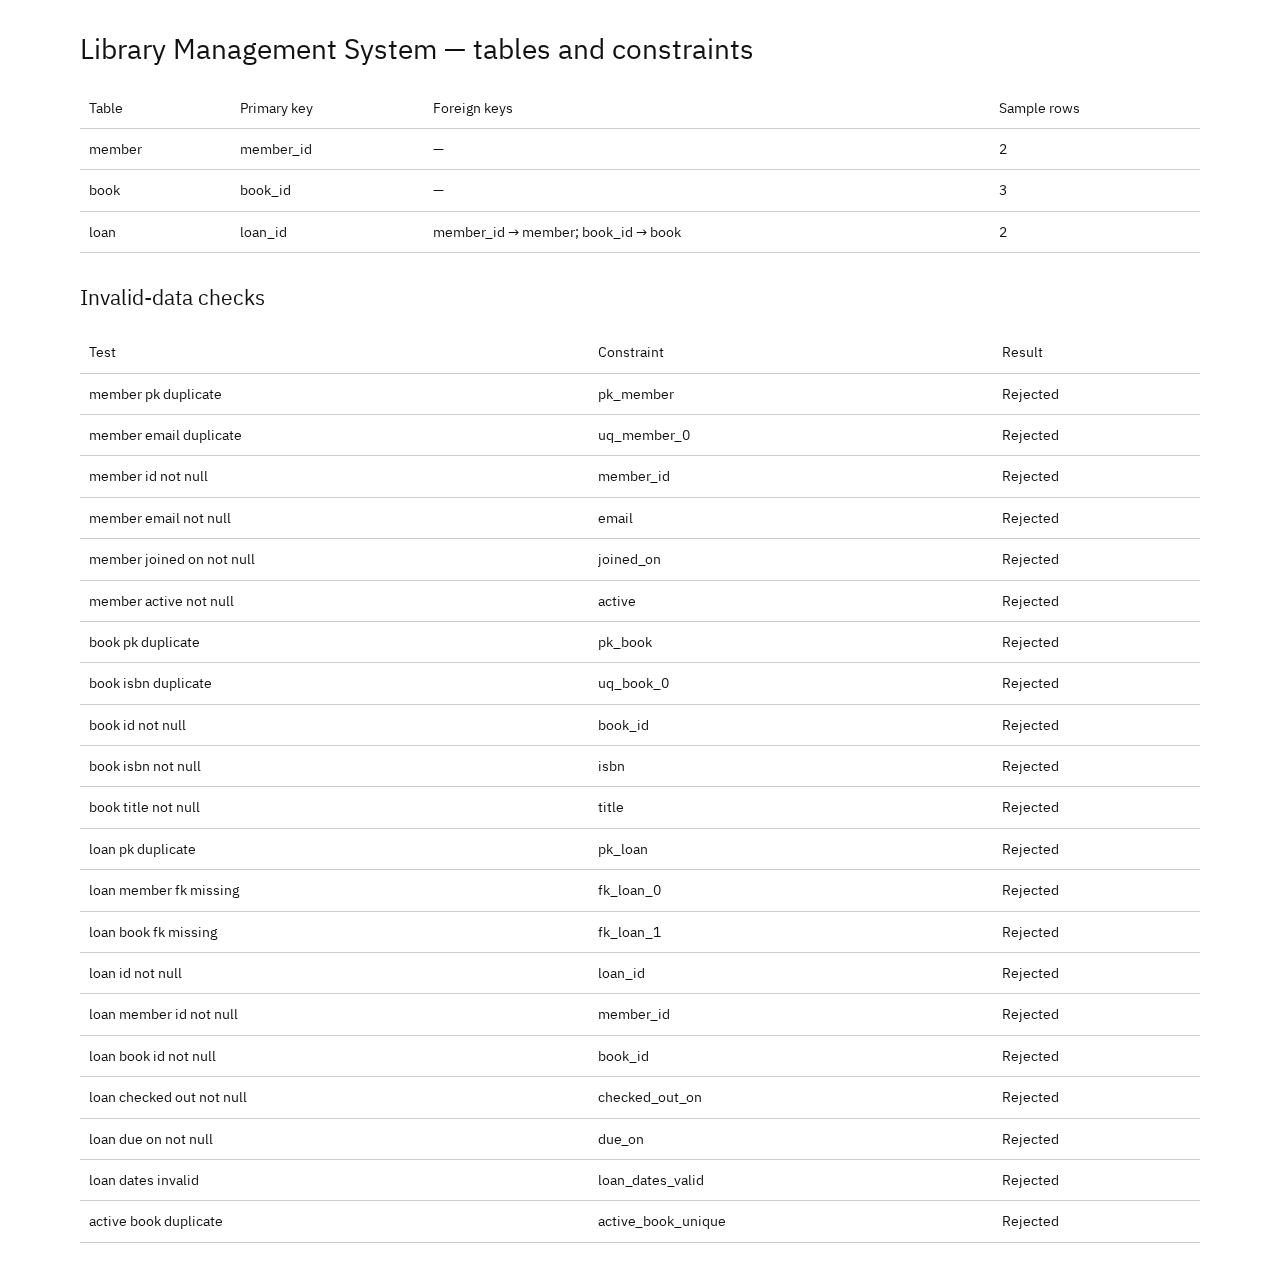 Library Management System — tables and constraints
Table Primary key Foreign keys Sample rows
member member_id — 2
book book_id — 3
loan loan_id member_id → member; book_id → book 2
Invalid-data checks
Test Constraint Result
member pk duplicate pk_member Rejected
member email duplicate uq_member_0 Rejected
member id not null member_id Rejected
member email not null email Rejected
member joined on not null joined_on Rejected
member active not null active Rejected
book pk duplicate pk_book Rejected
book isbn duplicate uq_book_0 Rejected
book id not null book_id Rejected
book isbn not null isbn Rejected
book title not null title Rejected
loan pk duplicate pk_loan Rejected
loan member fk missing fk_loan_0 Rejected
loan book fk missing fk_loan_1 Rejected
loan id not null loan_id Rejected
loan member id not null member_id Rejected
loan book id not null book_id Rejected
loan checked out not null checked_out_on Rejected
loan due on not null due_on Rejected
loan dates invalid loan_dates_valid Rejected
active book duplicate active_book_unique Rejected